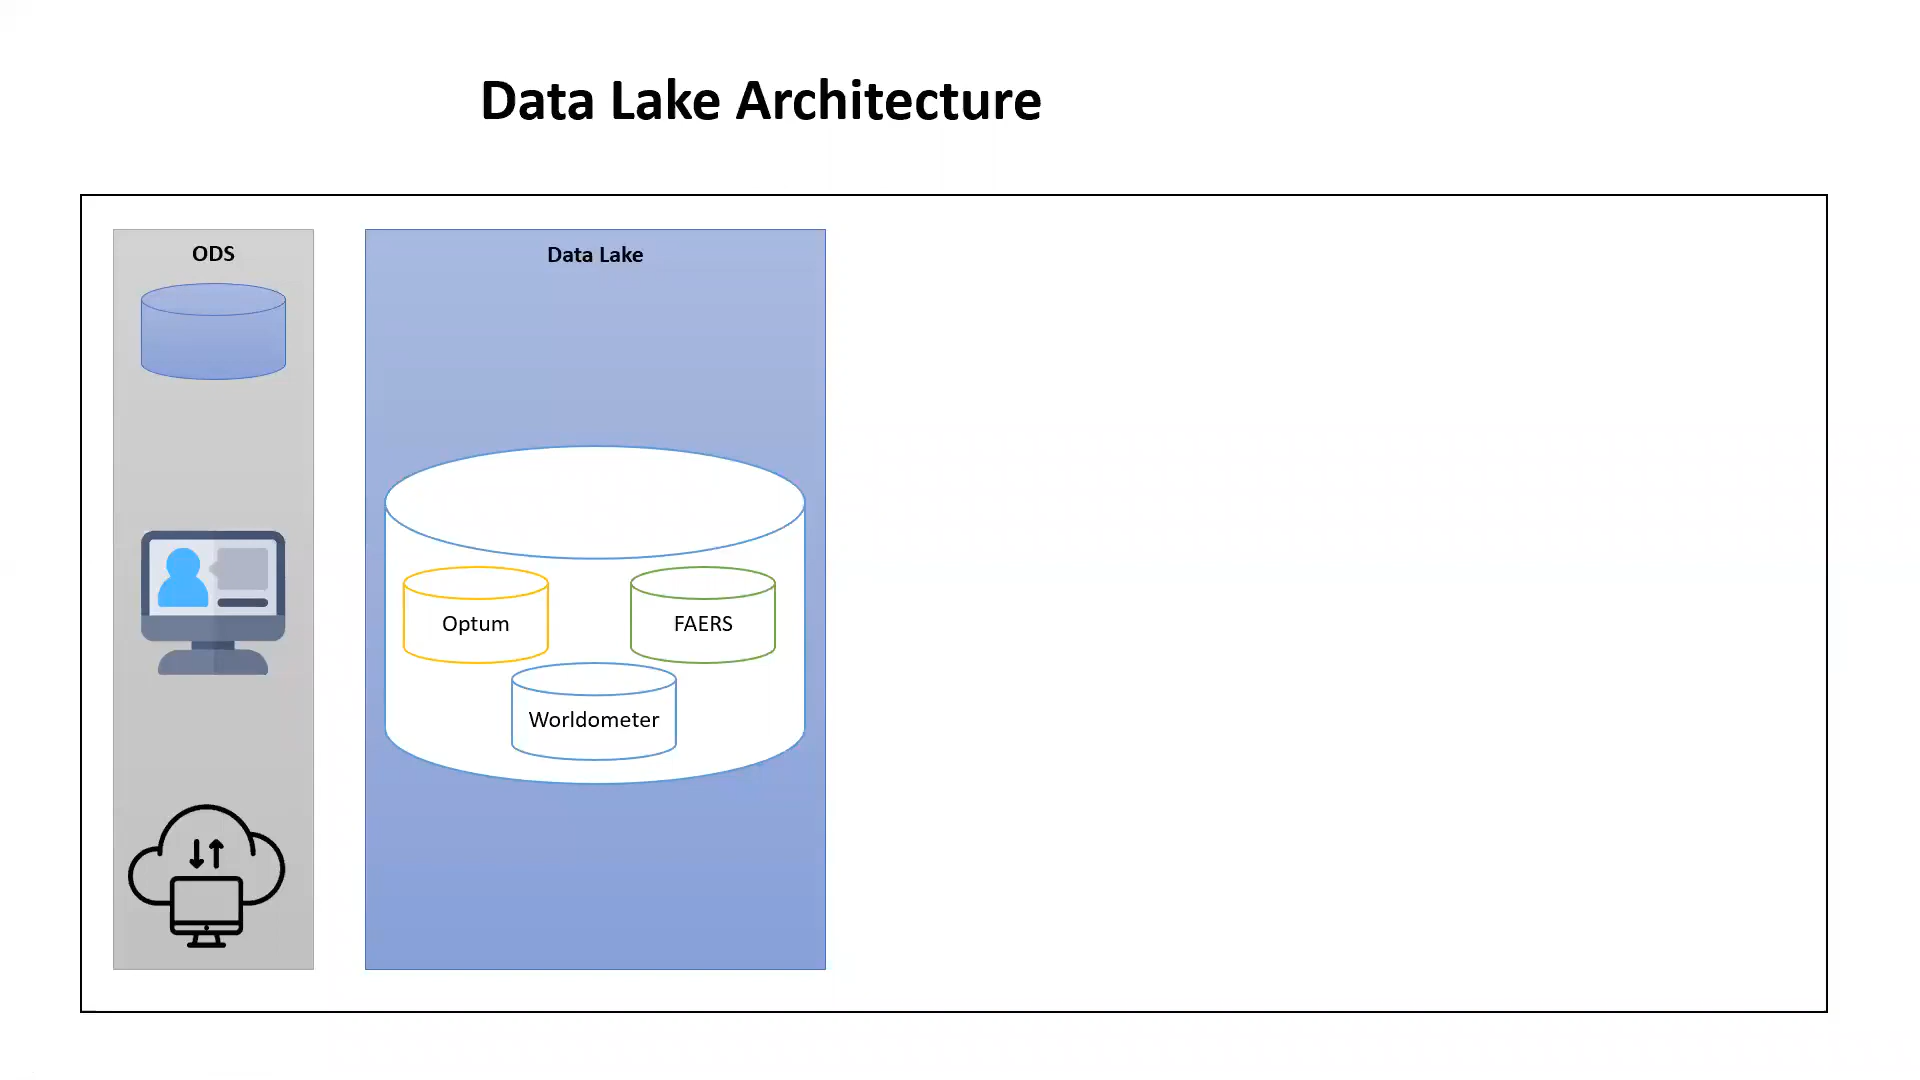 Data Lake Architecture
ODS
Data Lake
Optum
FAERS
Worldometer